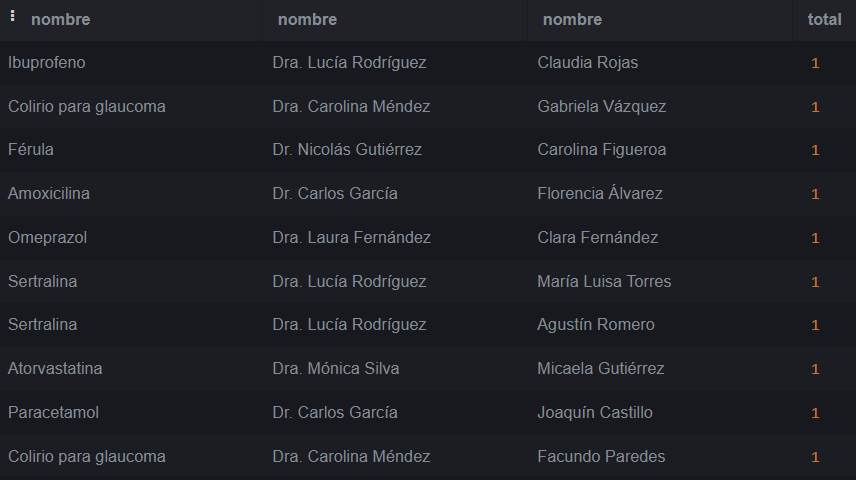 nombre nombre nombre total
Ibuprofeno Dra. Lucía Rodríguez Claudia Rojas 1
Colirio para glaucoma Dra. Carolina Méndez Gabriela Vázquez 1
Férula Dr. Nicolás Gutiérrez Carolina Figueroa 1
Amoxicilina Dr. Carlos García Florencia Álvarez 1
Omeprazol Dra. Laura Fernández Clara Fernández 1
Sertralina Dra. Lucía Rodríguez María Luisa Torres 1
Sertralina Dra. Lucía Rodríguez Agustín Romero 1
Atorvastatina Dra. Mónica Silva Micaela Gutiérrez 1
Paracetamol Dr. Carlos García Joaquín Castillo 1
Colirio para glaucoma Dra. Carolina Méndez Facundo Paredes 1